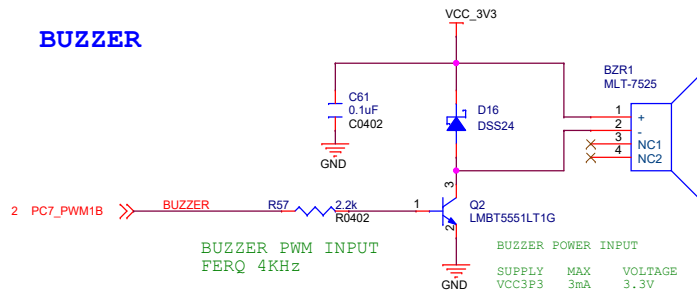 BUZZER
VCC_3V3
C61
0.1uF
C0402
GND
D16
DSS24
BZR1
MLT-7525
1 +
2 -
3 NC1
4 NC2
2 PC7_PWM1B
BUZZER
R57 2.2k
R0402
1
3
2
Q2
LMBT5551LT1G
GND
BUZZER PWM INPUT
FERQ 4KHz
BUZZER POWER INPUT
SUPPLY MAX VOLTAGE
VCC3P3 3mA 3.3V